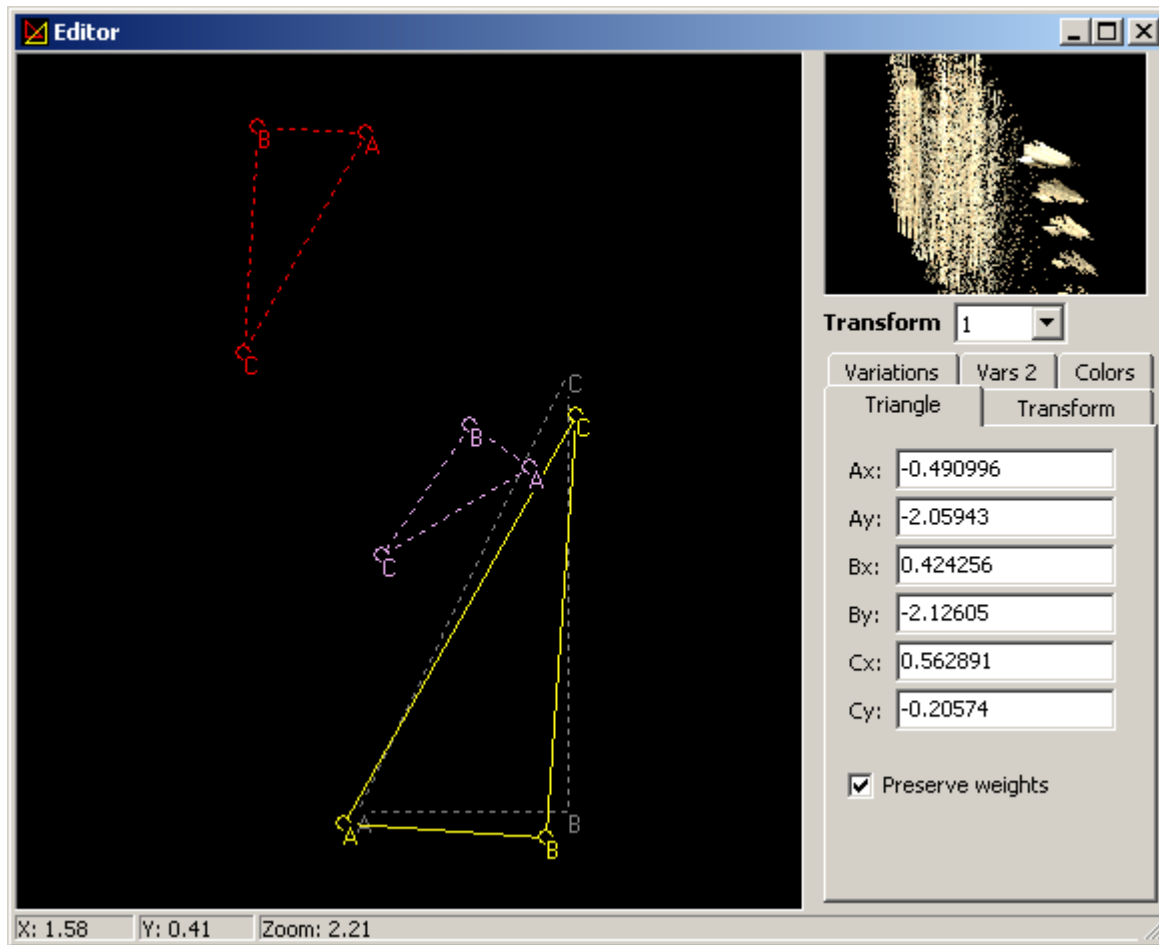 Editor
B
A
C
C
C
B
A
C
A
A
B
B
Transform 1
Variations Vars 2 Colors
Triangle Transform
Ax: -0.490996
Ay: -2.05943
Bx: 0.424256
By: -2.12605
Cx: 0.562891
Cy: -0.20574
Preserve weights
X: 1.58 Y: 0.41 Zoom: 2.21